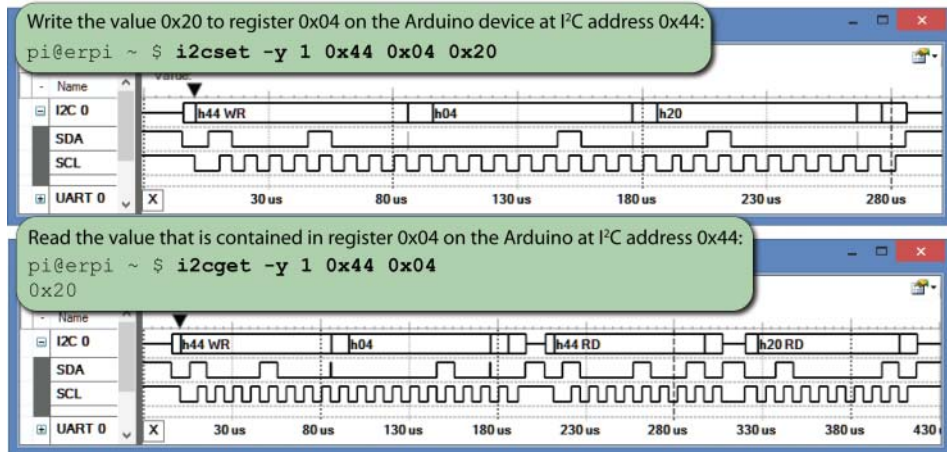 Write the value 0x20 to register 0x04 on the Arduino device at I²C address 0x44:
pi@erpi ~ $ i2cset -y 1 0x44 0x04 0x20
- Name
I2C 0 h44 WR h04 h20
SDA
SCL
UART 0 X 30 us 80 us 130 us 180 us 230 us 280 us
Read the value that is contained in register 0x04 on the Arduino at I²C address 0x44:
pi@erpi ~ $ i2cget -y 1 0x44 0x04
0x20
- Name
I2C 0 h44 WR h04 h44 RD h20 RD
SDA
SCL
UART 0 X 30 us 80 us 130 us 180 us 230 us 280 us 330 us 380 us 430